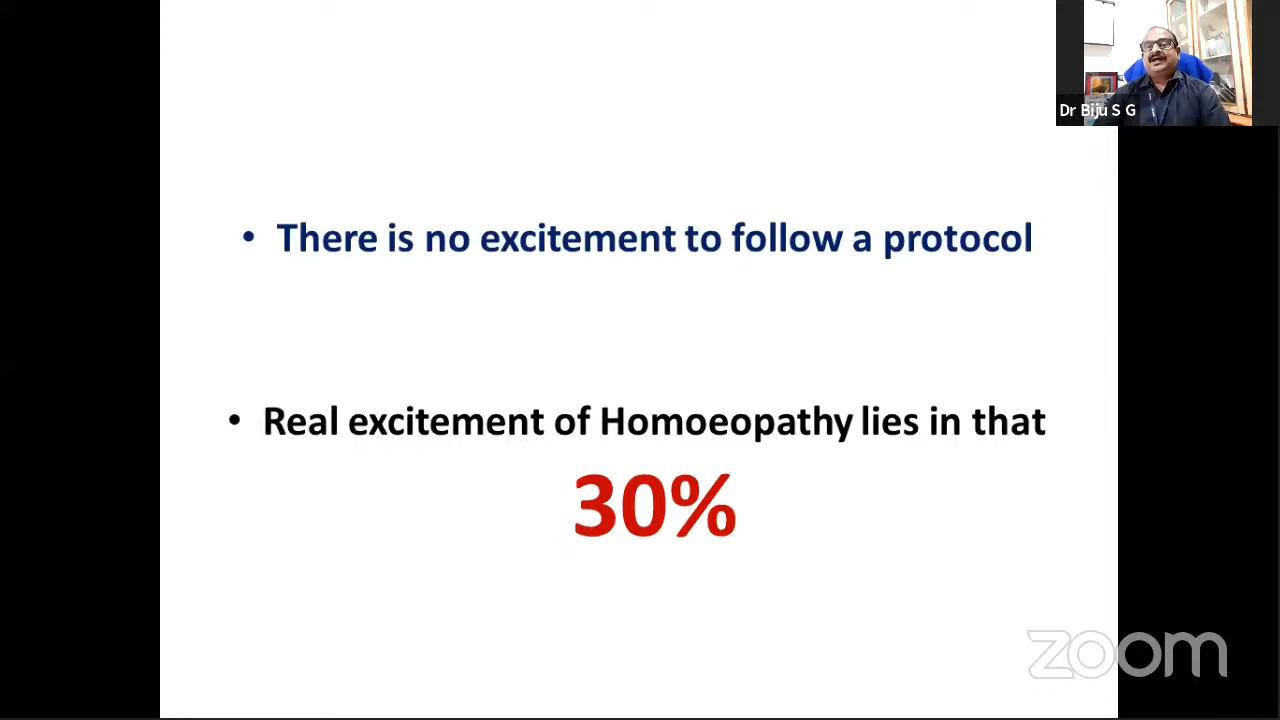 Dr Biju S G
• There is no excitement to follow a protocol
• Real excitement of Homoeopathy lies in that
30%
zoom